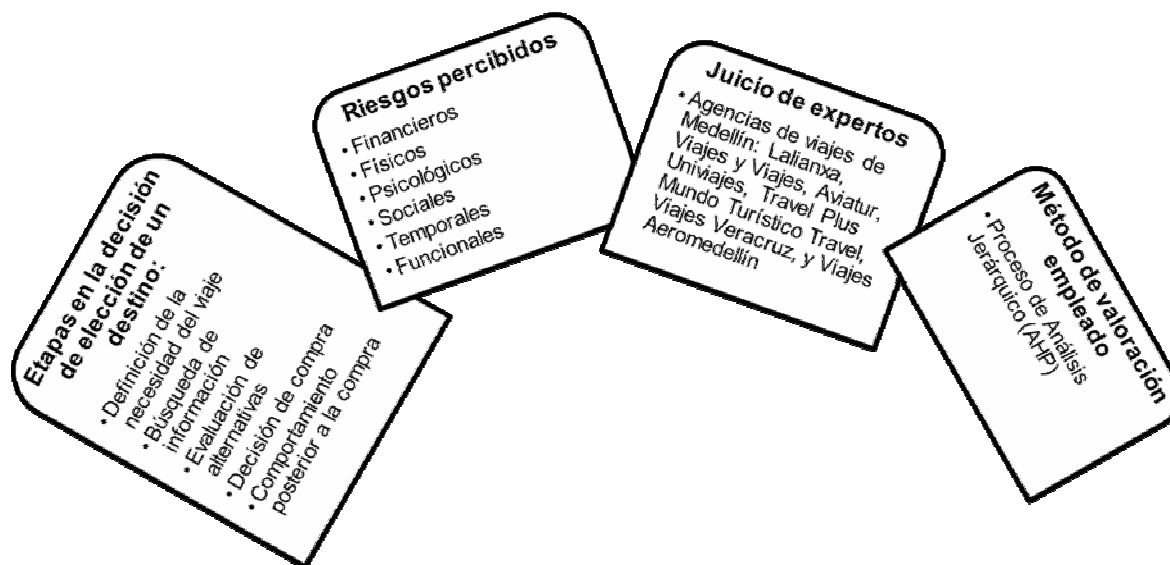 Etapas en la decisión
de elección de un
destino:
• Definición de la
necesidad del viaje
• Búsqueda de
información
• Evaluación de
alternativas
• Decisión de compra
• Comportamiento
posterior a la compra
Riesgos percibidos
• Financieros
• Físicos
• Psicológicos
• Sociales
• Temporales
• Funcionales
Juicio de expertos
• Agencias de viajes de
Medellín: Lalianxa,
Viajes y Viajes, Aviatur,
Univiajes, Travel Plus
Mundo Turístico Travel,
Viajes Veracruz, y Viajes
Aeromedellín
Método de valoración
empleado
• Proceso de Análisis
Jerárquico (AHP)